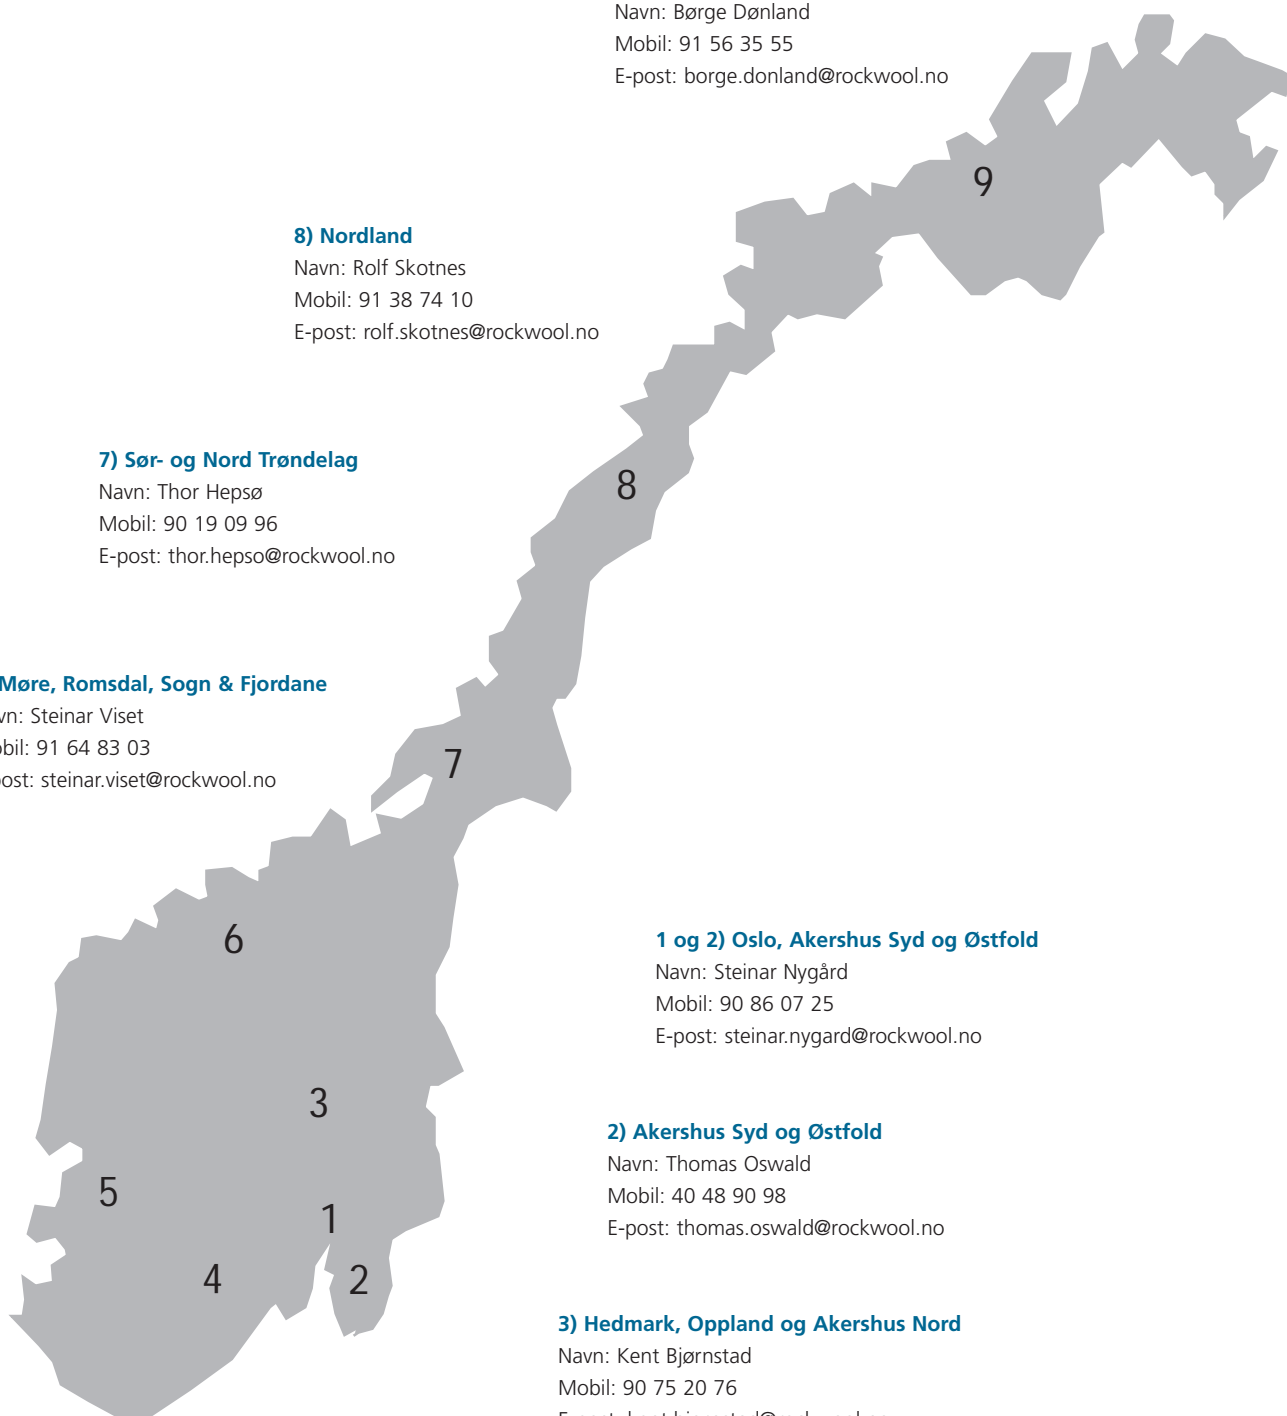 Navn: Børge Dønland
Mobil: 91 56 35 55
E-post: borge.donland@rockwool.no
9
8) Nordland
Navn: Rolf Skotnes
Mobil: 91 38 74 10
E-post: rolf.skotnes@rockwool.no
7) Sør- og Nord Trøndelag
Navn: Thor Hepsø
Mobil: 90 19 09 96
E-post: thor.hepso@rockwool.no
8
Møre, Romsdal, Sogn & Fjordane
vn: Steinar Viset
bil: 91 64 83 03
ost: steinar.viset@rockwool.no
7
6
1 og 2) Oslo, Akershus Syd og Østfold
Navn: Steinar Nygård
Mobil: 90 86 07 25
E-post: steinar.nygard@rockwool.no
3
2) Akershus Syd og Østfold
Navn: Thomas Oswald
Mobil: 40 48 90 98
E-post: thomas.oswald@rockwool.no
5
1
4
2
3) Hedmark, Oppland og Akershus Nord
Navn: Kent Bjørnstad
Mobil: 90 75 20 76